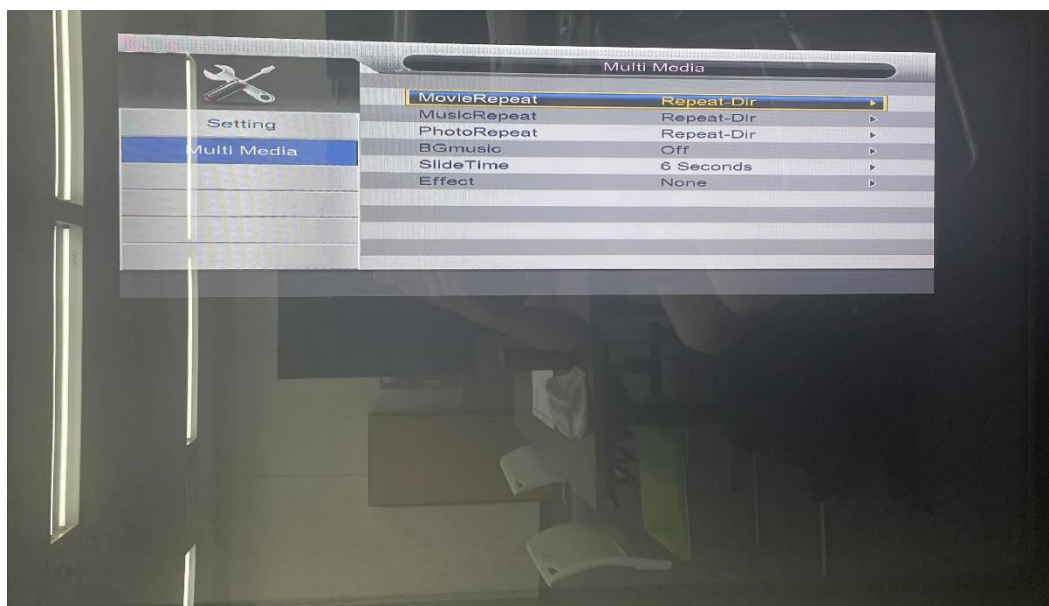 Multi Media
Setting
Multi Media
MovieRepeat Repeat-Dir
MusicRepeat Repeat-Dir
PhotoRepeat Repeat-Dir
BGmusic Off
SlideTime 6 Seconds
Effect None